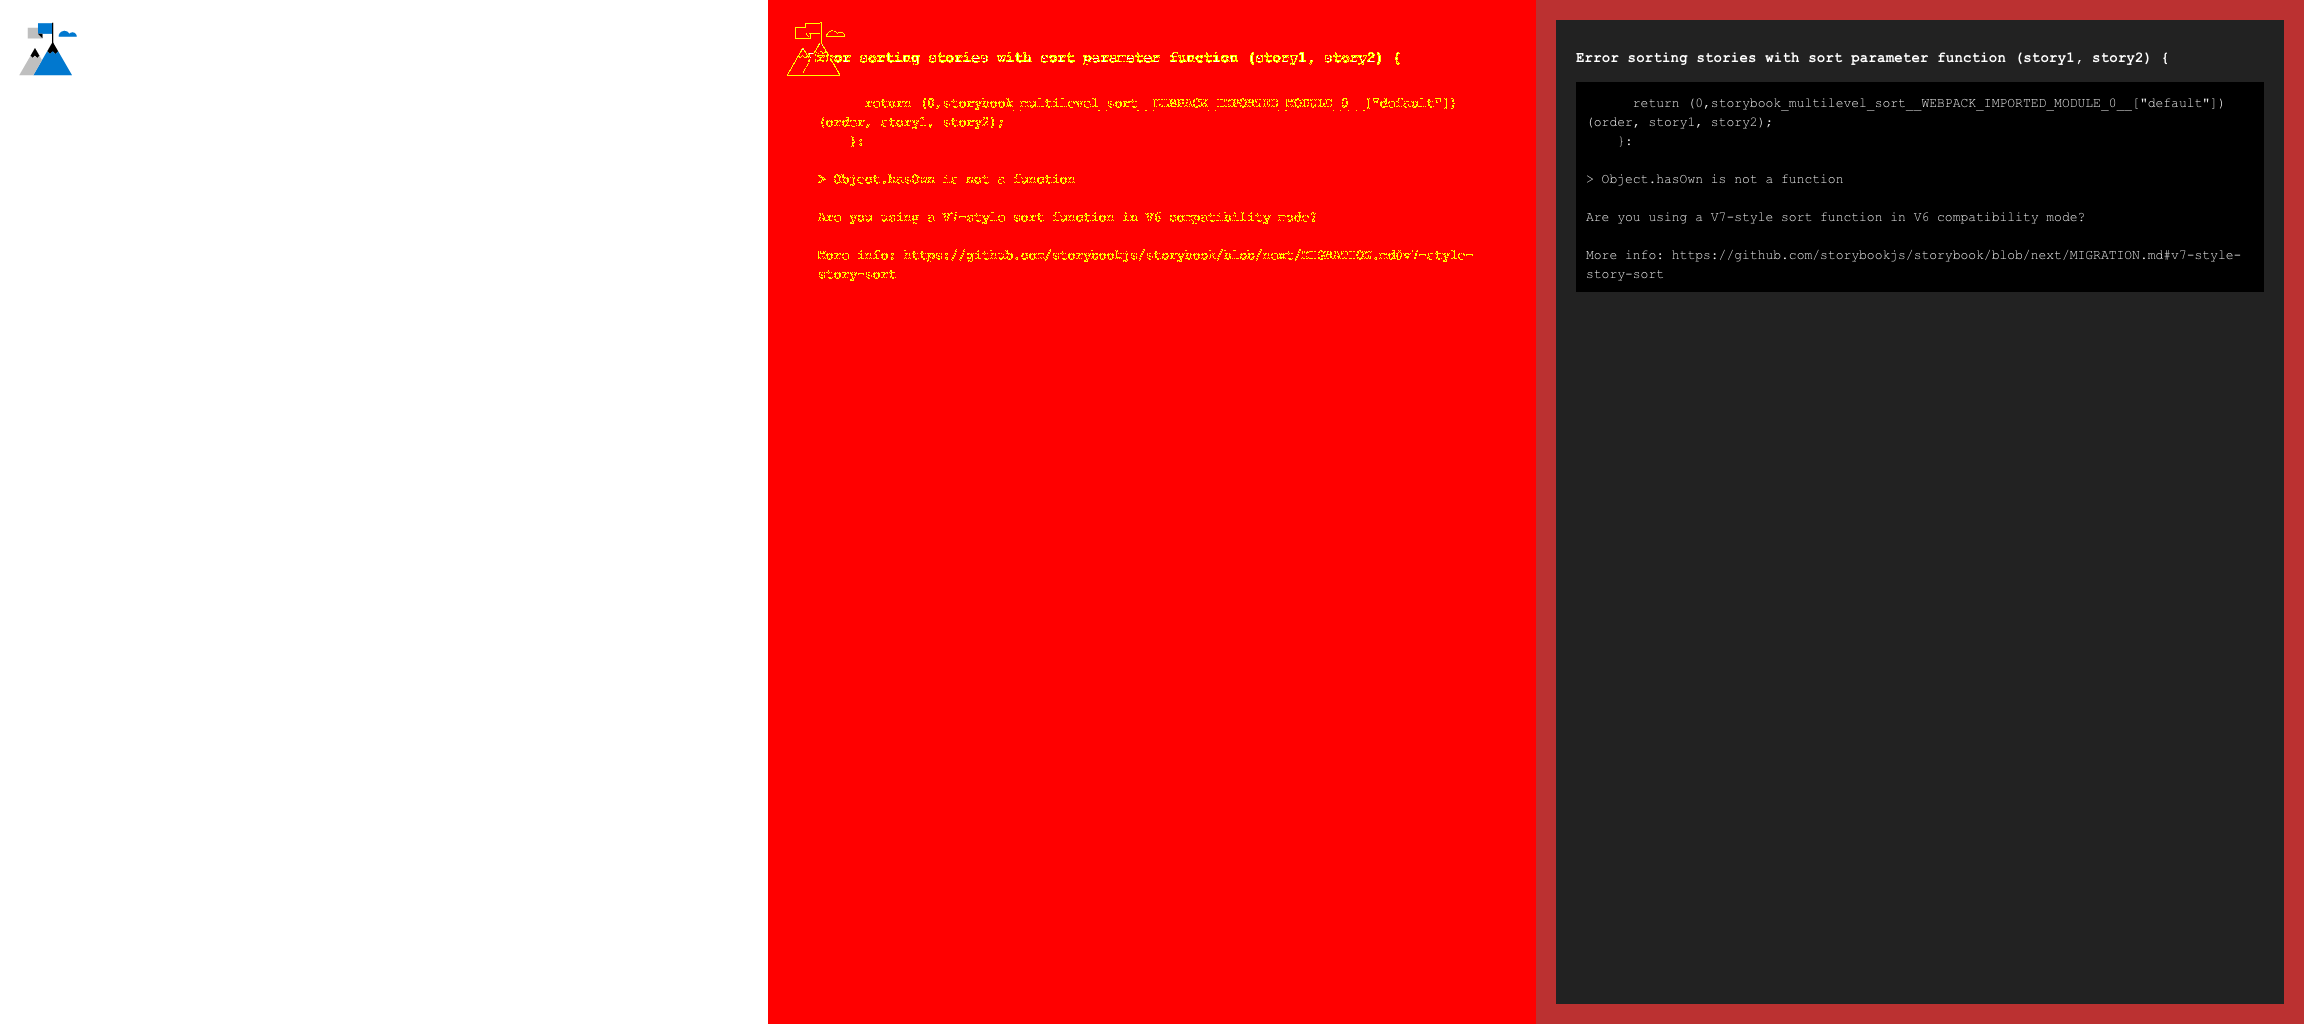 Error sorting stories with sort parameter function (story1, story2) {
return (0,storybook_multilevel_sort__WEBPACK_IMPORTED_MODULE_0__["default"])
(order, story1, story2);
}:
> Object.hasOwn is not a function
Are you using a V7-style sort function in V6 compatibility mode?
More info: https://github.com/storybookjs/storybook/blob/next/MIGRATION.md#v7-style-
story-sort
Error sorting stories with sort parameter function (story1, story2) {
return (0,storybook_multilevel_sort__WEBPACK_IMPORTED_MODULE_0__["default"])
(order, story1, story2);
}:
> Object.hasOwn is not a function
Are you using a V7-style sort function in V6 compatibility mode?
More info: https://github.com/storybookjs/storybook/blob/next/MIGRATION.md#v7-style-
story-sort